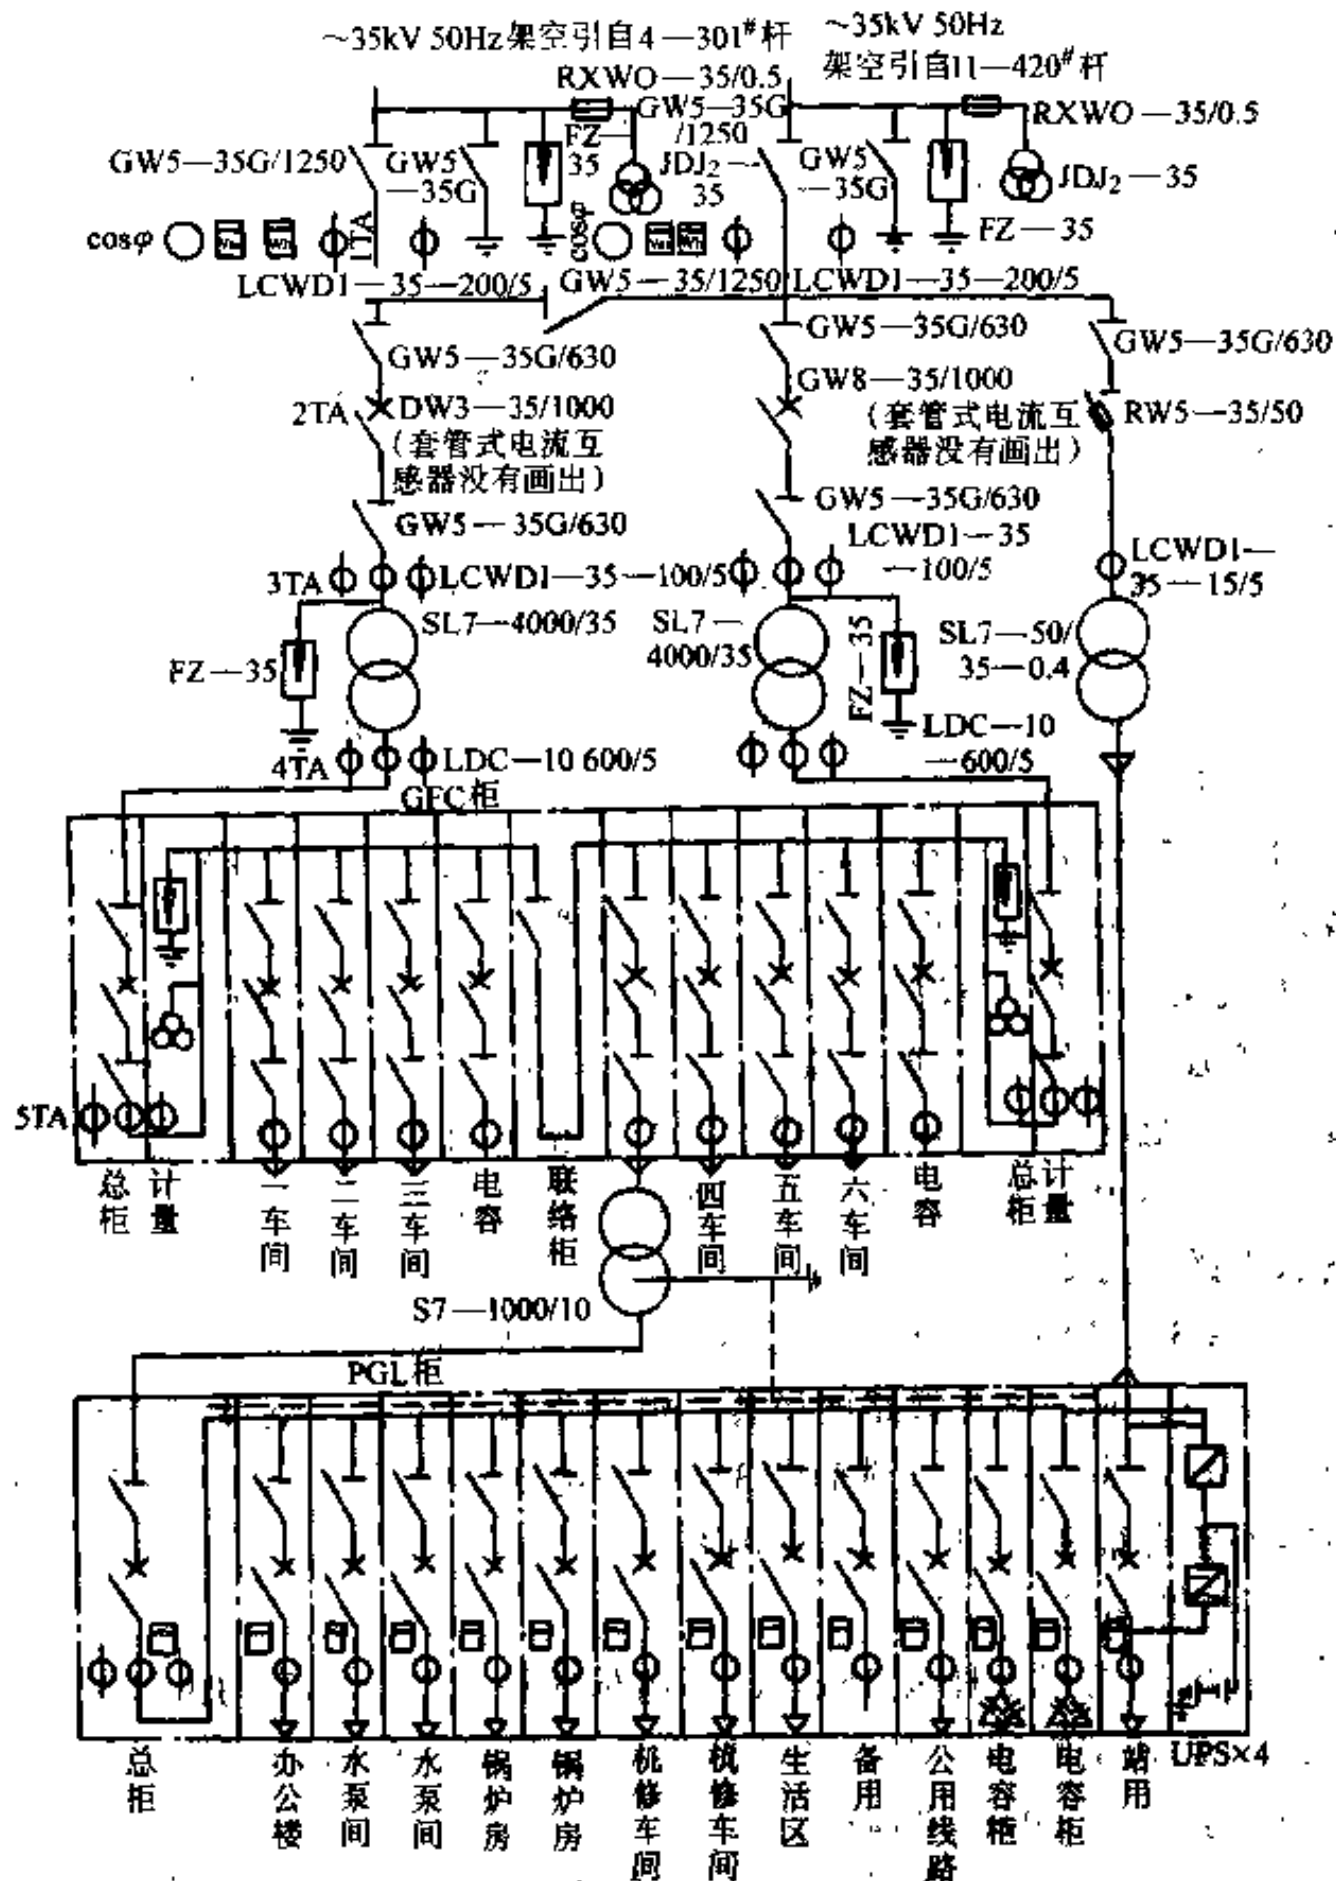 ～35kV 50Hz架空引自4—301#杆
～35kV 50Hz
架空引自11—420#杆
RXWO—35/0.5
GW5—35G
/1250
RXWO—35/0.5
GW5—35G/1250
GW5
—35G
FZ—
35
JDJ2—
35
GW5
—35G
JDJ2—35
FZ—35
cosφ
1TA
cosφ
LCWD1—35—200/5
GW5—35/1250
LCWD1—35—200/5
GW5—35G/630
GW5—35G/630
GW5—35G/630
2TA
DW3—35/1000
(套管式电流互
感器没有画出)
GW8—35/1000
(套管式电流互
感器没有画出)
RW5—35/50
GW5—35G/630
GW5—35G/630
3TA
LCWD1—35—100/5
LCWD1—35
—100/5
LCWD1—
35—15/5
SL7—4000/35
SL7—
4000/35
SL7—50/
35—0.4
FZ—35
FZ—35
4TA
LDC—10 600/5
LDC—10
—600/5
GFC柜
5TA
总柜
计量
一车间
二车间
三车间
电容
联络柜
四车间
五车间
六车间
电容
总柜
计量
S7—1000/10
PGL柜
总柜
办公楼
水泵间
水泵间
锅炉房
锅炉房
机修车间
机修车间
生活区
备用
公用线路
电容柜
电容柜
站用
UPS×4